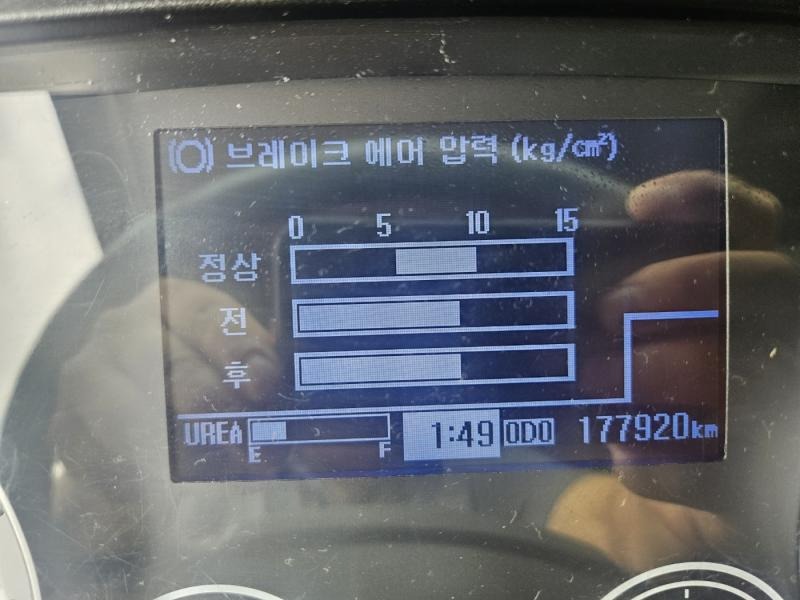 (O) 브레이크 에어 압력 (kg/cm²)
0 5 10 15
정상
전
후
UREA E F 1:49 ODO 177920km